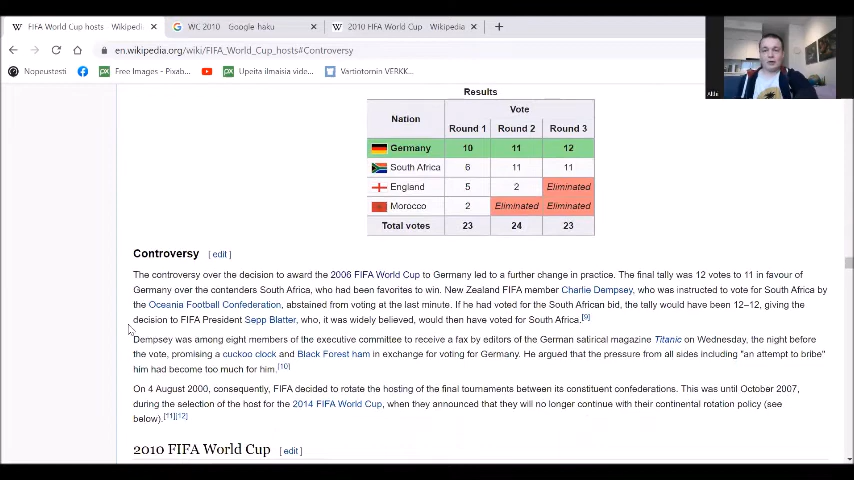 FIFA World Cup hosts - Wikipedi
WC 2010 - Google-haku
2010 FIFA World Cup - Wikipedia
en.wikipedia.org/wiki/FIFA_World_Cup_hosts#Controversy
Nopeustesti
Free Images - Pixab...
Upeita ilmaisia video...
Vartiotornin VERKK...
Results
Nation
Vote
Round 1 Round 2 Round 3
Germany 10 11 12
South Africa 6 11 11
England 5 2 Eliminated
Morocco 2 Eliminated Eliminated
Total votes 23 24 23
Controversy [ edit ]
The controversy over the decision to award the 2006 FIFA World Cup to Germany led to a further change in practice. The final tally was 12 votes to 11 in favour of
Germany over the contenders South Africa, who had been favorites to win. New Zealand FIFA member Charlie Dempsey, who was instructed to vote for South Africa by
the Oceania Football Confederation, abstained from voting at the last minute. If he had voted for the South African bid, the tally would have been 12–12, giving the
decision to FIFA President Sepp Blatter, who, it was widely believed, would then have voted for South Africa.[9]
Dempsey was among eight members of the executive committee to receive a fax by editors of the German satirical magazine Titanic on Wednesday, the night before
the vote, promising a cuckoo clock and Black Forest ham in exchange for voting for Germany. He argued that the pressure from all sides including "an attempt to bribe"
him had become too much for him.[10]
On 4 August 2000, consequently, FIFA decided to rotate the hosting of the final tournaments between its constituent confederations. This was until October 2007,
during the selection of the host for the 2014 FIFA World Cup, when they announced that they will no longer continue with their continental rotation policy (see
below).[11][12]
2010 FIFA World Cup [ edit ]